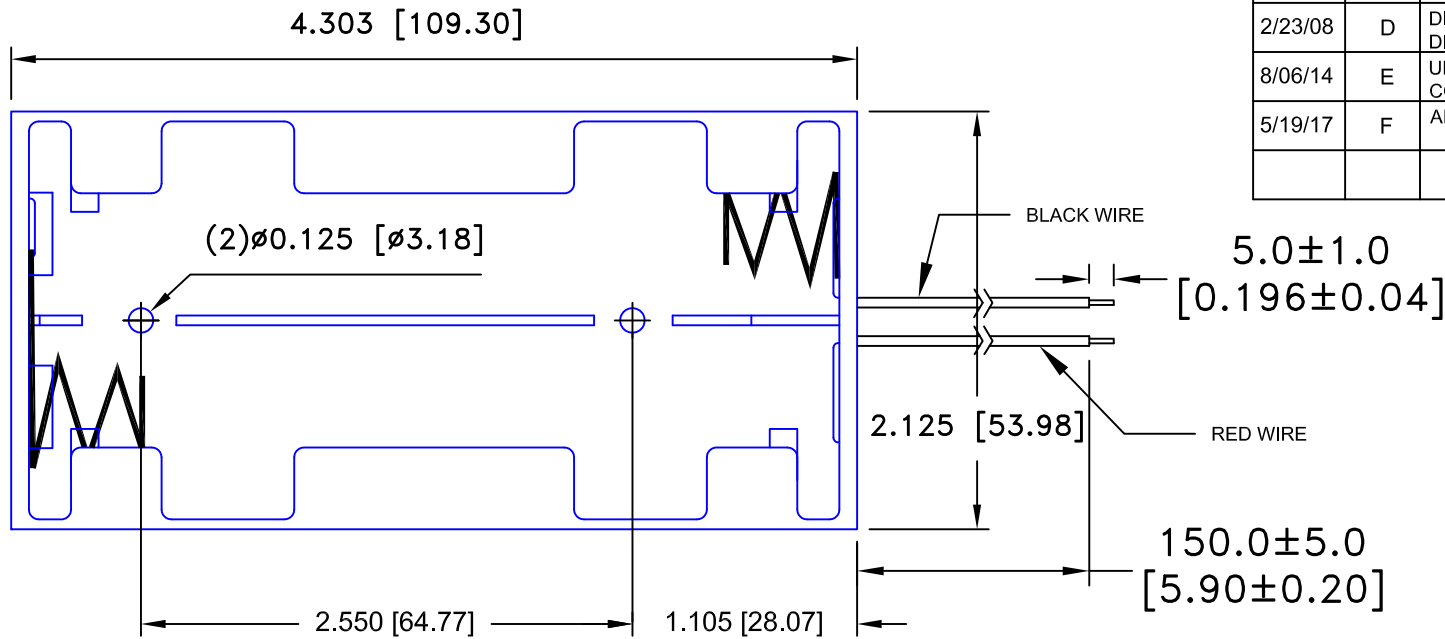 4.303 [109.30]
2/23/08 D
8/06/14 E
5/19/17 F
(2)ø0.125 [ø3.18]
BLACK WIRE
5.0±1.0
[0.196±0.04]
2.125 [53.98]
RED WIRE
150.0±5.0
[5.90±0.20]
2.550 [64.77]
1.105 [28.07]